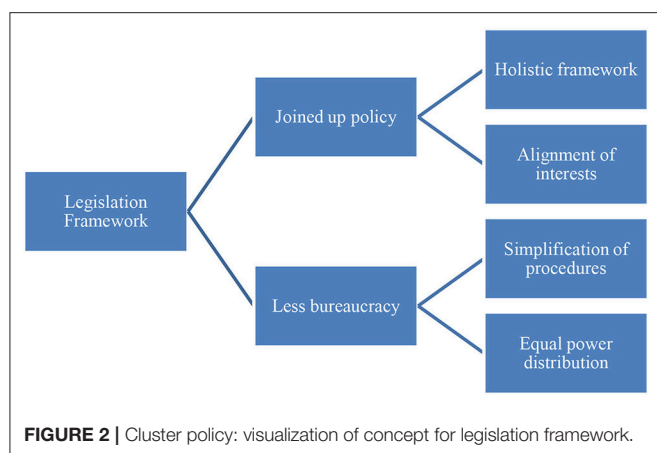 Legislation
Framework
Joined up policy
Less bureaucracy
Holistic framework
Alignment of
interests
Simplification of
procedures
Equal power
distribution
FIGURE 2 | Cluster policy: visualization of concept for legislation framework.